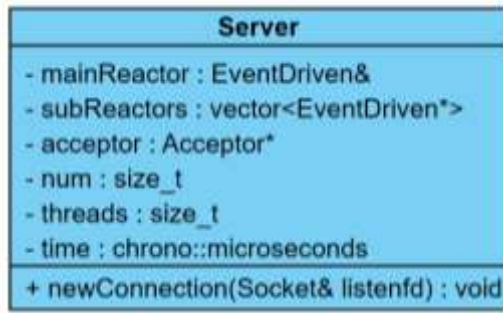 Server
- mainReactor : EventDriven&
- subReactors : vector<EventDriven*>
- acceptor : Acceptor*
- num : size_t
- threads : size_t
- time : chrono::microseconds
+ newConnection(Socket& listenfd) : void